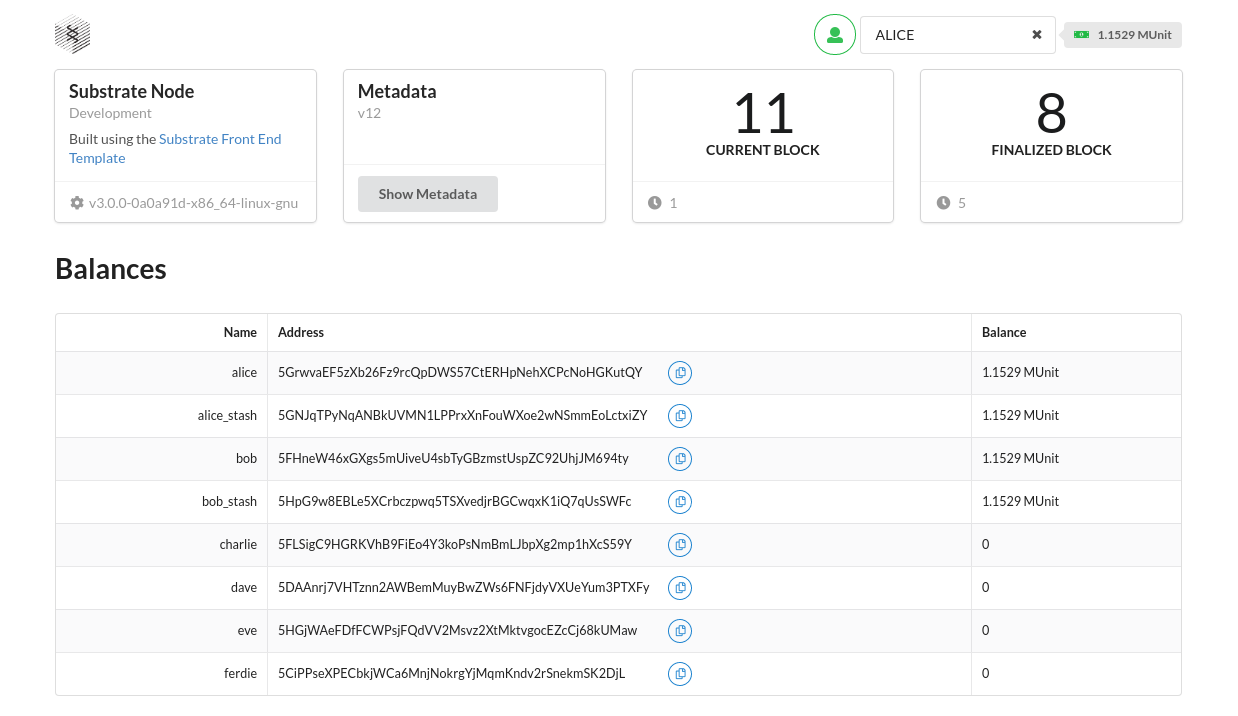 ALICE
1.1529 MUnit
Substrate Node
Development
Built using the Substrate Front End
Template
v3.0.0-0a0a91d-x86_64-linux-gnu
Metadata
v12
Show Metadata
11
CURRENT BLOCK
1
8
FINALIZED BLOCK
5
Balances
Name Address Balance
alice 5GrwvaEF5zXb26Fz9rcQpDWS57CtERHpNehXCPcNoHGKutQY 1.1529 MUnit
alice_stash 5GNJqTPyNqANBkUVMN1LPPrxXnFouWXoe2wNSmmEoLctxiZY 1.1529 MUnit
bob 5FHneW46xGXgs5mUiveU4sbTyGBzmstUspZC92UhjJM694ty 1.1529 MUnit
bob_stash 5HpG9w8EBLe5XCrbczpwq5TSXvedjrBGCwqxK1iQ7qUsSWFc 1.1529 MUnit
charlie 5FLSigC9HGRKVhB9FiEo4Y3koPsNmBmLJbpXg2mp1hXcS59Y 0
dave 5DAAnrj7VHTznn2AWBemMuyBwZWs6FNFjdyVXUeYum3PTXFy 0
eve 5HGjWAeFDfFCWPsjFQdVV2Msvz2XtMktvgocEZcCj68kUMaw 0
ferdie 5CiPPseXPECbkjWCa6MnjNokrgYjMqmKndv2rSnekmSK2DjL 0